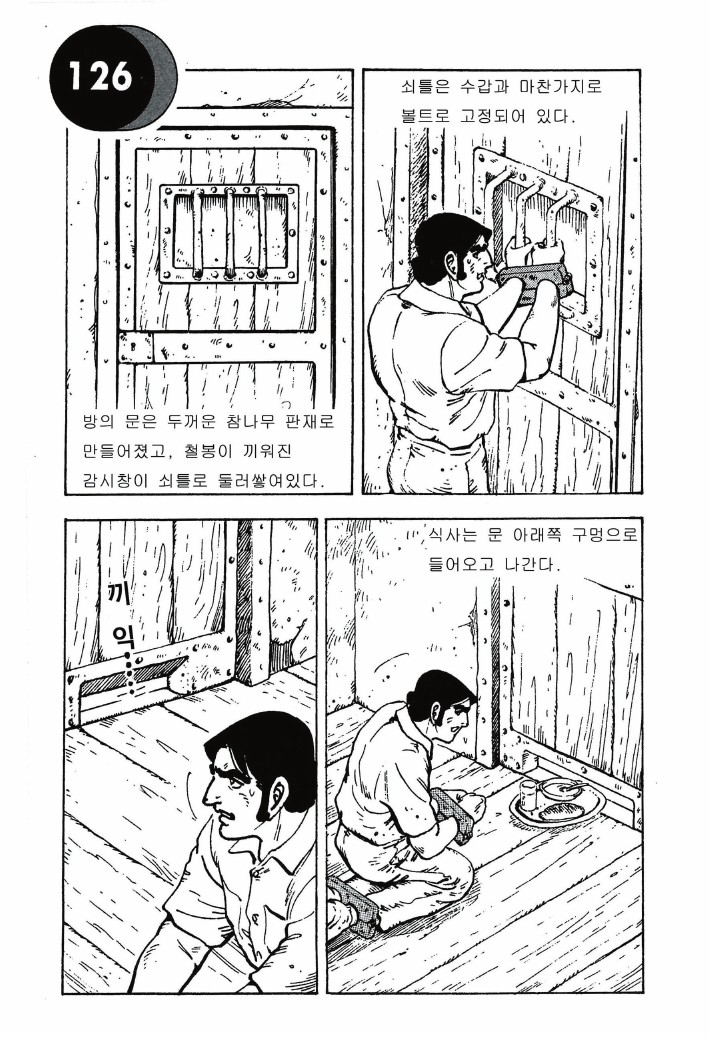 126
방의 문은 두꺼운 참나무 판재로
만들어졌고, 철봉이 끼워진
감시창이 쇠틀로 둘러쌓여있다.
쇠틀은 수갑과 마찬가지로
볼트로 고정되어 있다.
끼
익
식사는 문 아래쪽 구멍으로
들어오고 나간다.